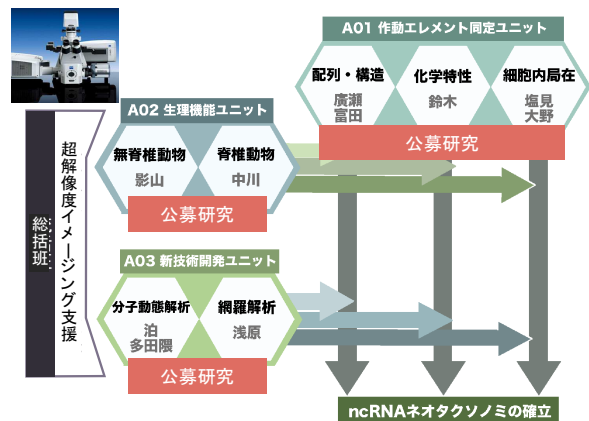 A01 作動エレメント同定ユニット
配列・構造
化学特性
細胞内局在
廣瀬
富田
鈴木
塩見
大野
公募研究
A02 生理機能ユニット
無脊椎動物
脊椎動物
影山
中川
公募研究
総括班
超解像度イメージング支援
A03 新技術開発ユニット
分子動態解析
網羅解析
泊
多田隈
浅原
公募研究
ncRNAネオタクソノミの確立